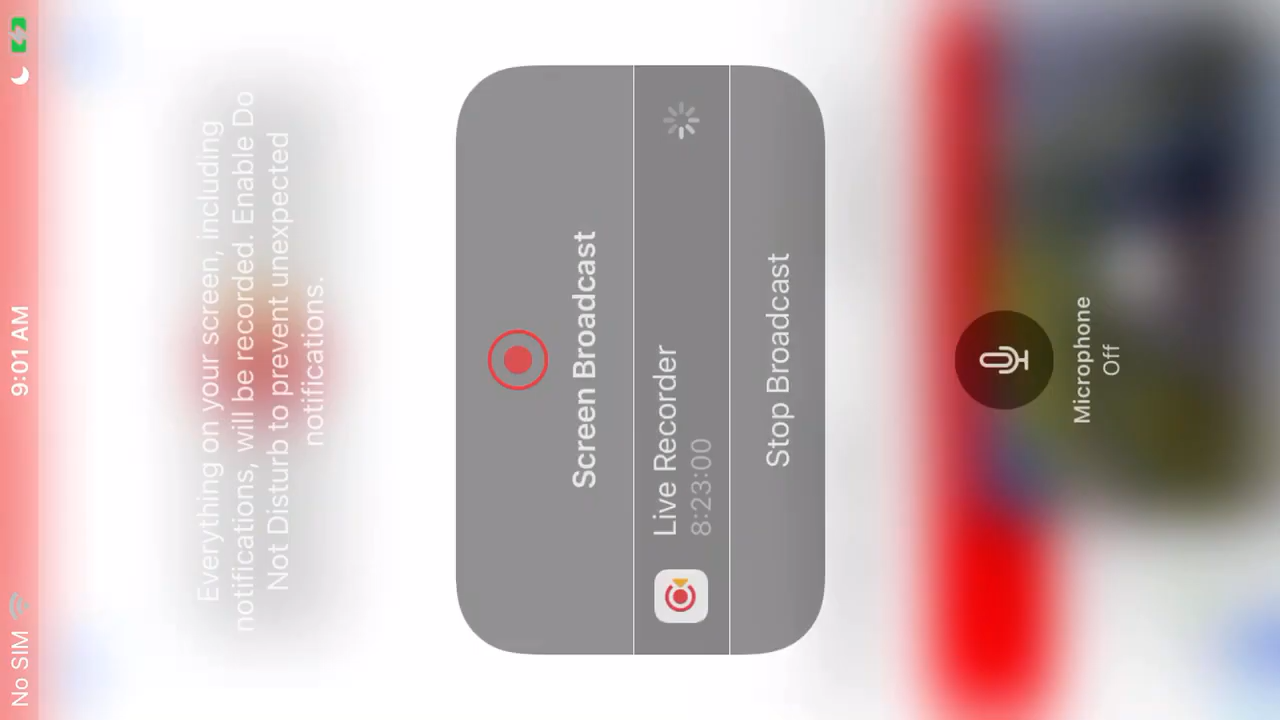 No SIM 9:01 AM
Everything on your screen, including
notifications, will be recorded. Enable Do
Not Disturb to prevent unexpected
notifications.
Screen Broadcast
Live Recorder
8:23:00
Stop Broadcast
Microphone
Off